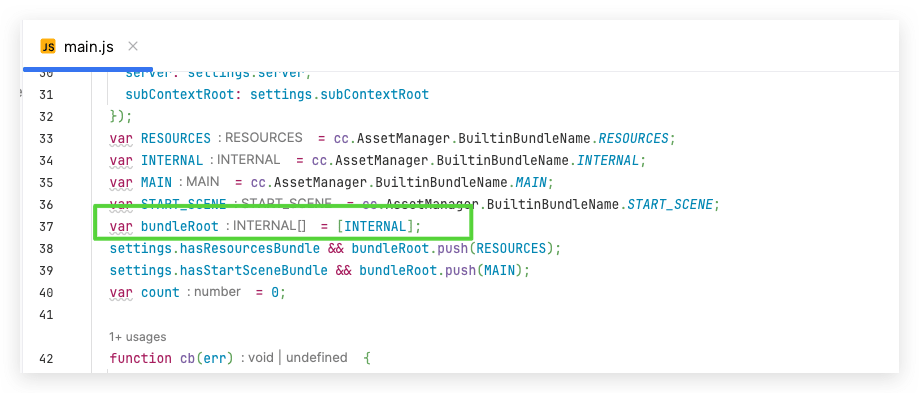 JS main.js ×
30 server: settings.server,
31 subContextRoot: settings.subContextRoot
32 });
33 var RESOURCES : RESOURCES = cc.AssetManager.BuiltinBundleName.RESOURCES;
34 var INTERNAL : INTERNAL = cc.AssetManager.BuiltinBundleName.INTERNAL;
35 var MAIN : MAIN = cc.AssetManager.BuiltinBundleName.MAIN;
36 var START_SCENE : START_SCENE = cc.AssetManager.BuiltinBundleName.START_SCENE;
37 var bundleRoot : INTERNAL[] = [INTERNAL];
38 settings.hasResourcesBundle && bundleRoot.push(RESOURCES);
39 settings.hasStartSceneBundle && bundleRoot.push(MAIN);
40 var count : number = 0;
41
1+ usages
42 function cb(err) : void | undefined {